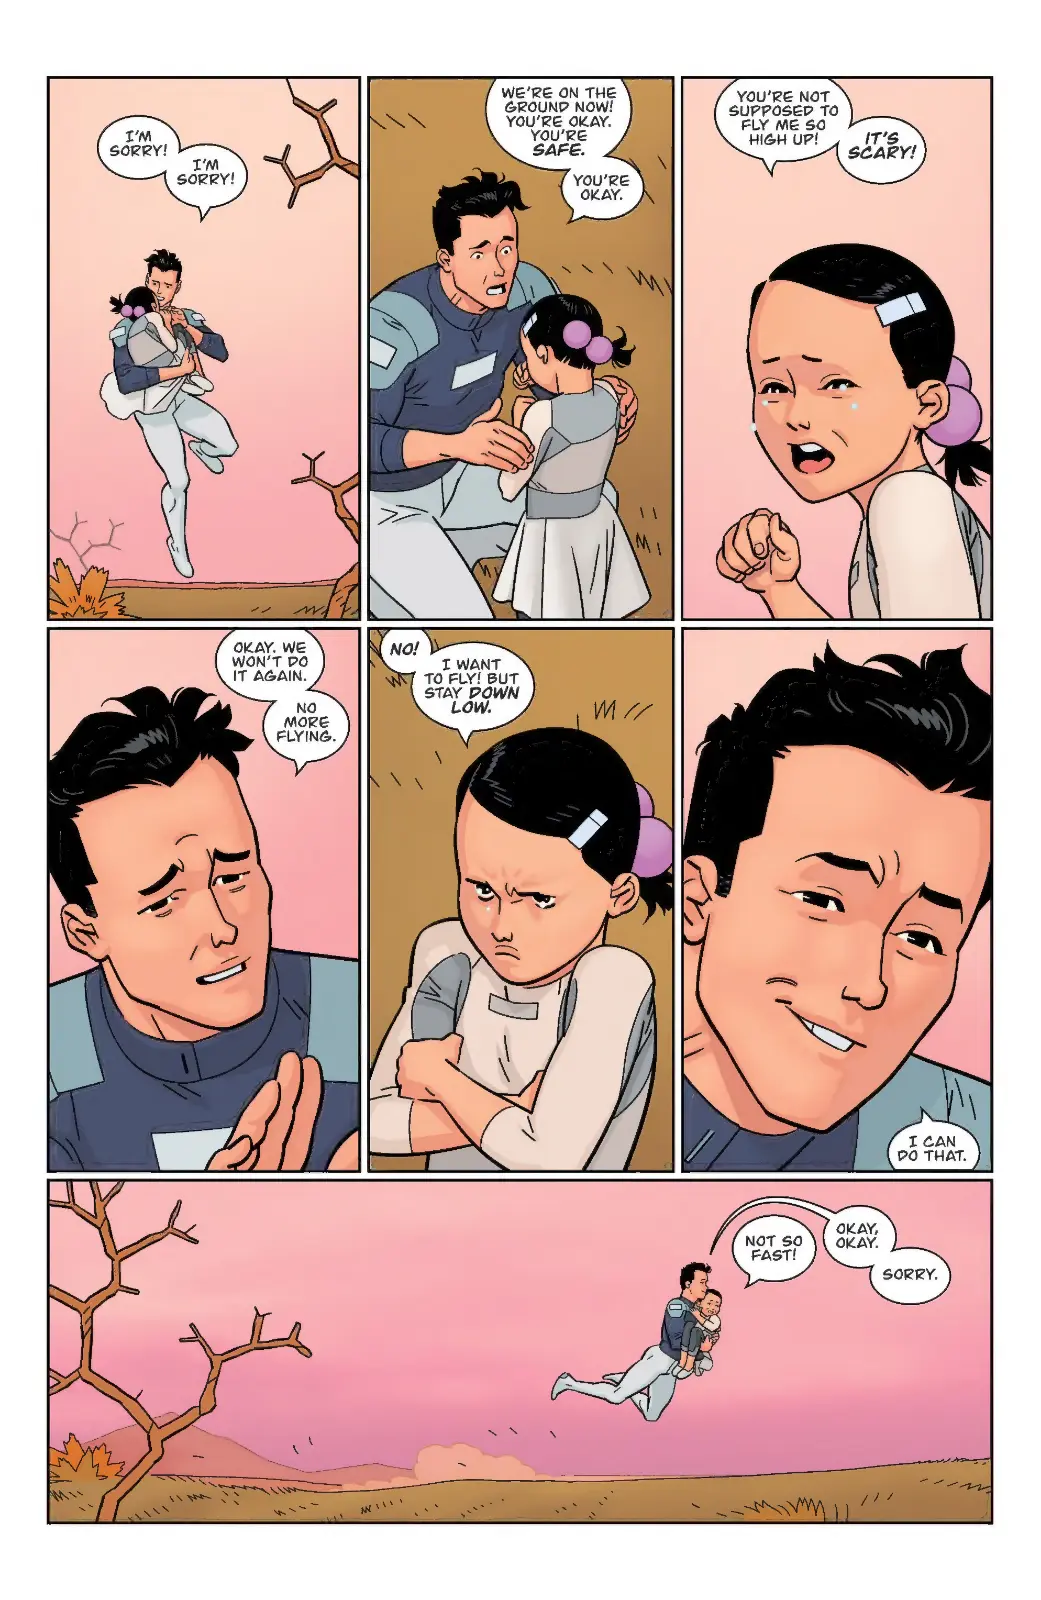 I'M
SORRY!
I'M
SORRY!
WE'RE ON THE
GROUND NOW!
YOU'RE OKAY.
YOU'RE
SAFE.
YOU'RE
OKAY.
YOU'RE NOT
SUPPOSED TO
FLY ME SO
HIGH UP!
IT'S
SCARY!
OKAY. WE
WON'T DO
IT AGAIN.
NO
MORE
FLYING.
NO!
I WANT
TO FLY! BUT
STAY DOWN
LOW.
I CAN
DO THAT.
NOT SO
FAST!
OKAY,
OKAY.
SORRY.